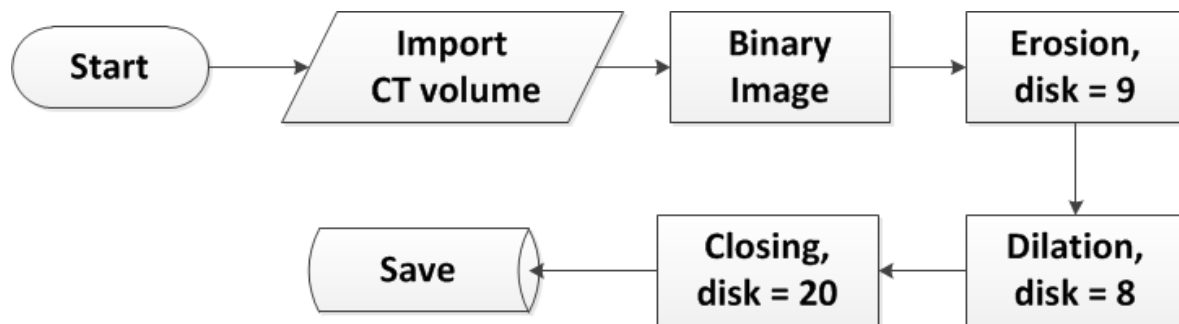 Start
Import
CT volume
Binary
Image
Erosion,
disk = 9
Dilation,
disk = 8
Closing,
disk = 20
Save